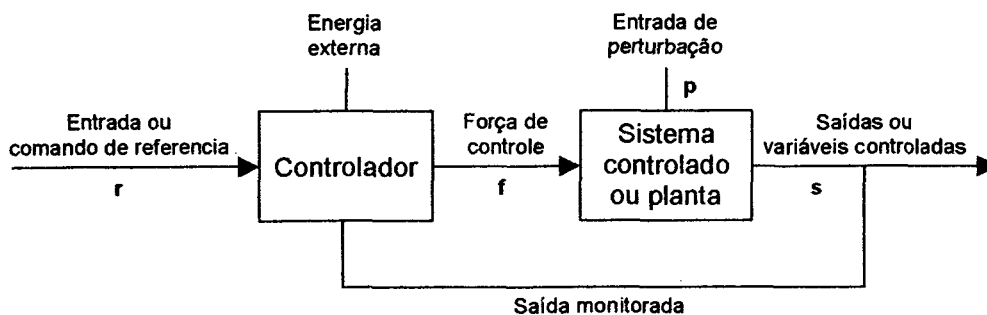 Energia
externa
Entrada de
perturbação
p
Entrada ou
comando de referencia
r
Controlador
Força de
controle
f
Sistema
controlado
ou planta
Saídas ou
variáveis controladas
s
Saída monitorada